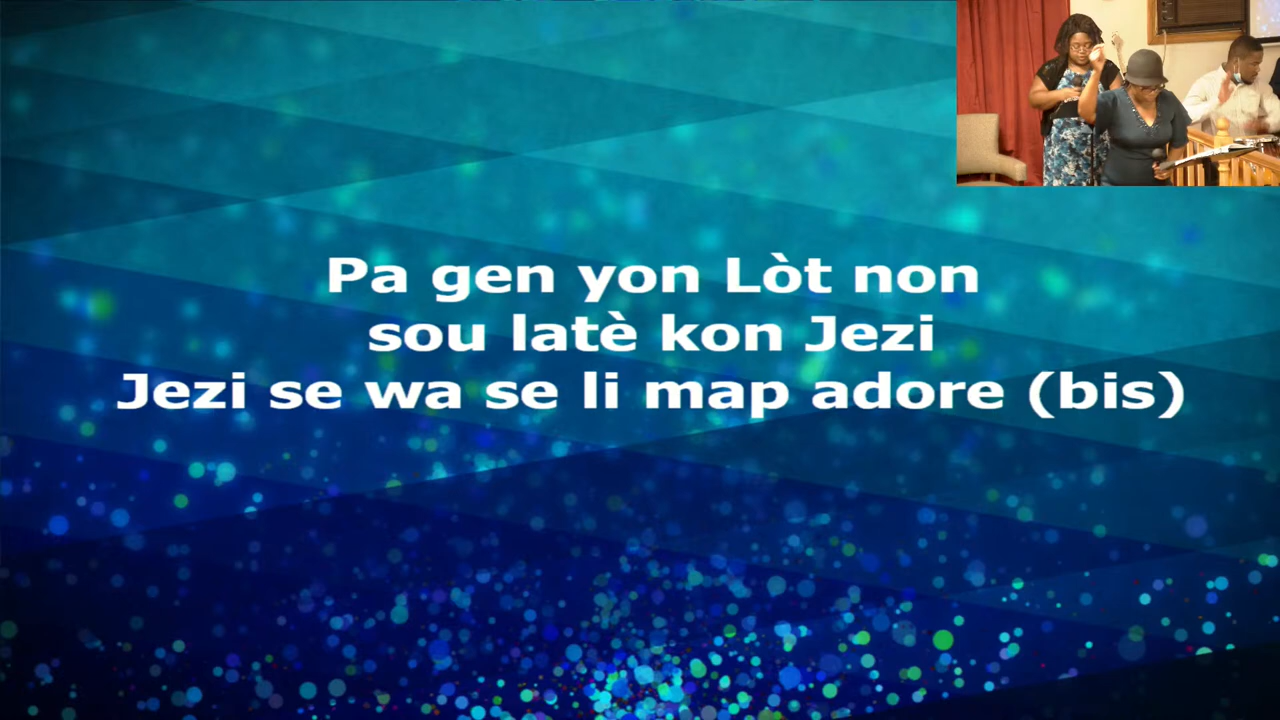 Pa gen yon Lòt non
sou latè kon Jezi
Jezi se wa se li map adore (bis)